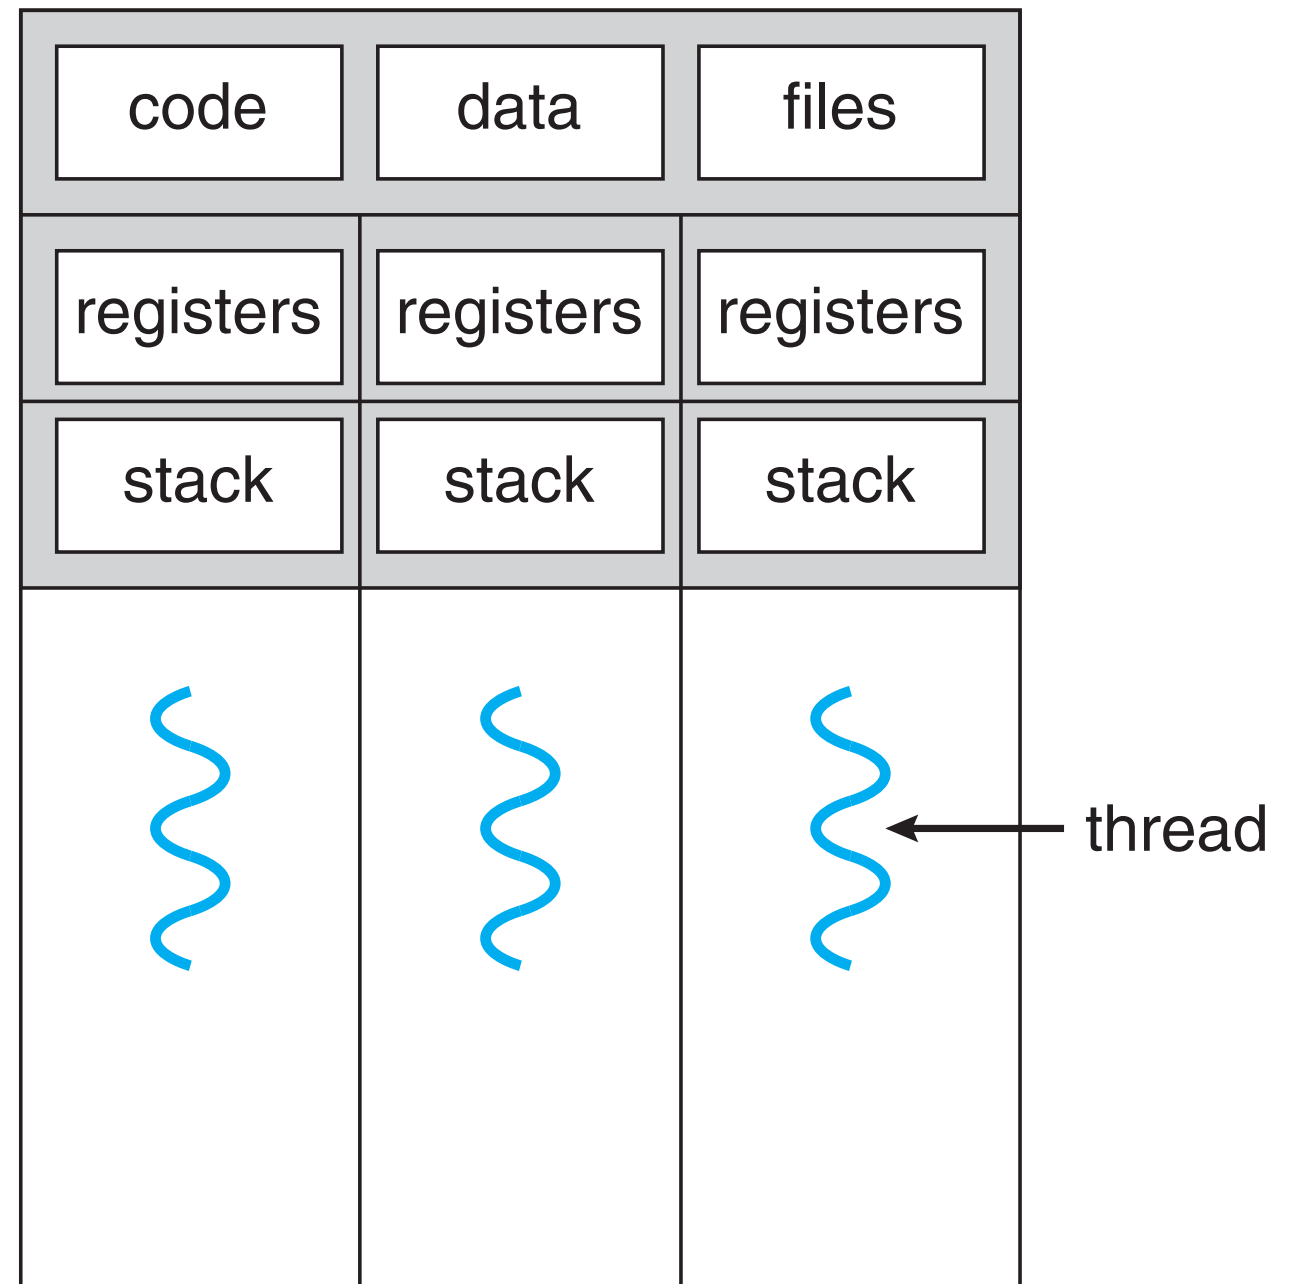 code data files
registers registers registers
stack stack stack
thread